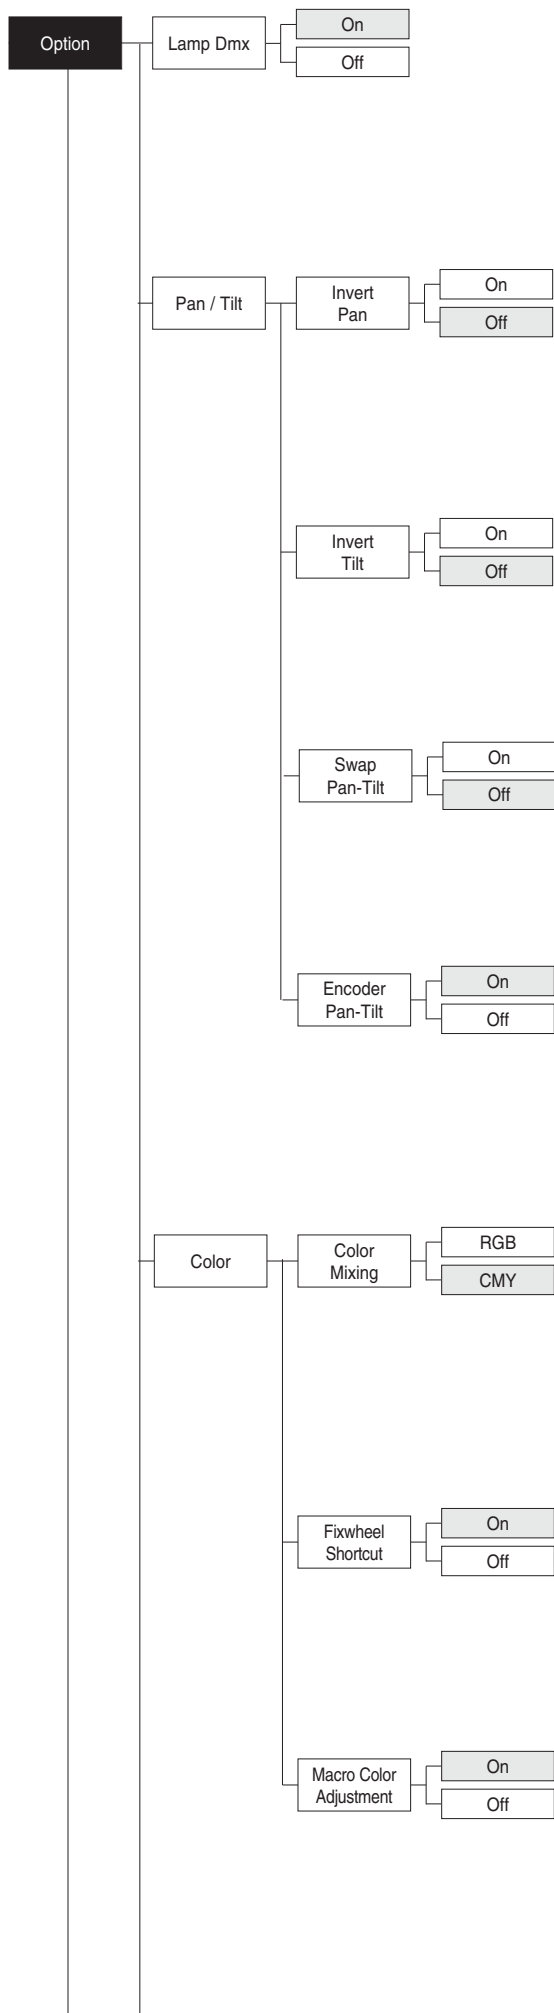 Option
Lamp Dmx
On
Off
Pan / Tilt
Invert
Pan
On
Off
Invert
Tilt
On
Off
Swap
Pan-Tilt
On
Off
Encoder
Pan-Tilt
On
Off
Color
Color
Mixing
RGB
CMY
Fixwheel
Shortcut
On
Off
Macro Color
Adjustment
On
Off